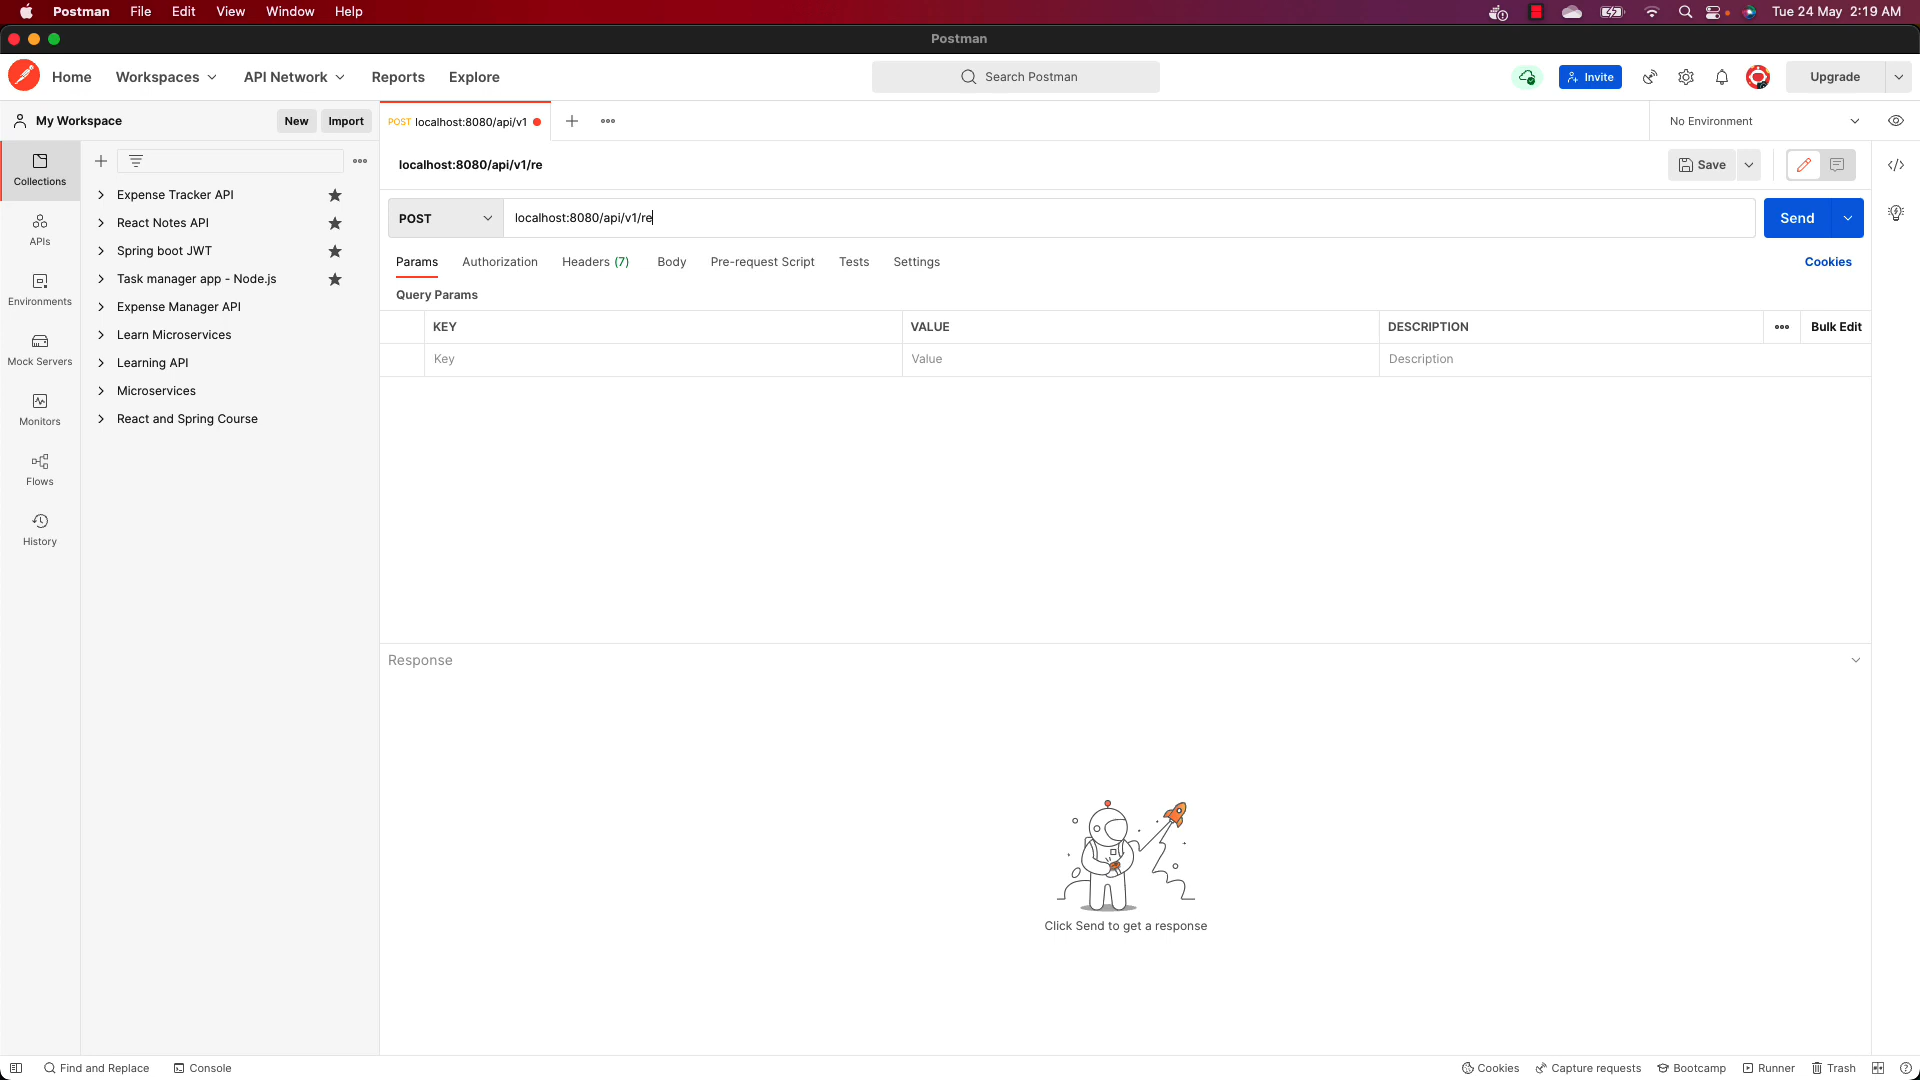 Postman File Edit View Window Help Tue 24 May 2:19 AM
Postman
Home Workspaces API Network Reports Explore Search Postman Invite Upgrade
My Workspace New Import POST localhost:8080/api/v1 No Environment
localhost:8080/api/v1/re Save
Collections
APIs
Environments
Mock Servers
Monitors
Flows
History
Expense Tracker API
React Notes API
Spring boot JWT
Task manager app - Node.js
Expense Manager API
Learn Microservices
Learning API
Microservices
React and Spring Course
POST localhost:8080/api/v1/re Send
Params Authorization Headers (7) Body Pre-request Script Tests Settings Cookies
Query Params
KEY VALUE DESCRIPTION Bulk Edit
Key Value Description
Response
Click Send to get a response
Find and Replace Console Cookies Capture requests Bootcamp Runner Trash